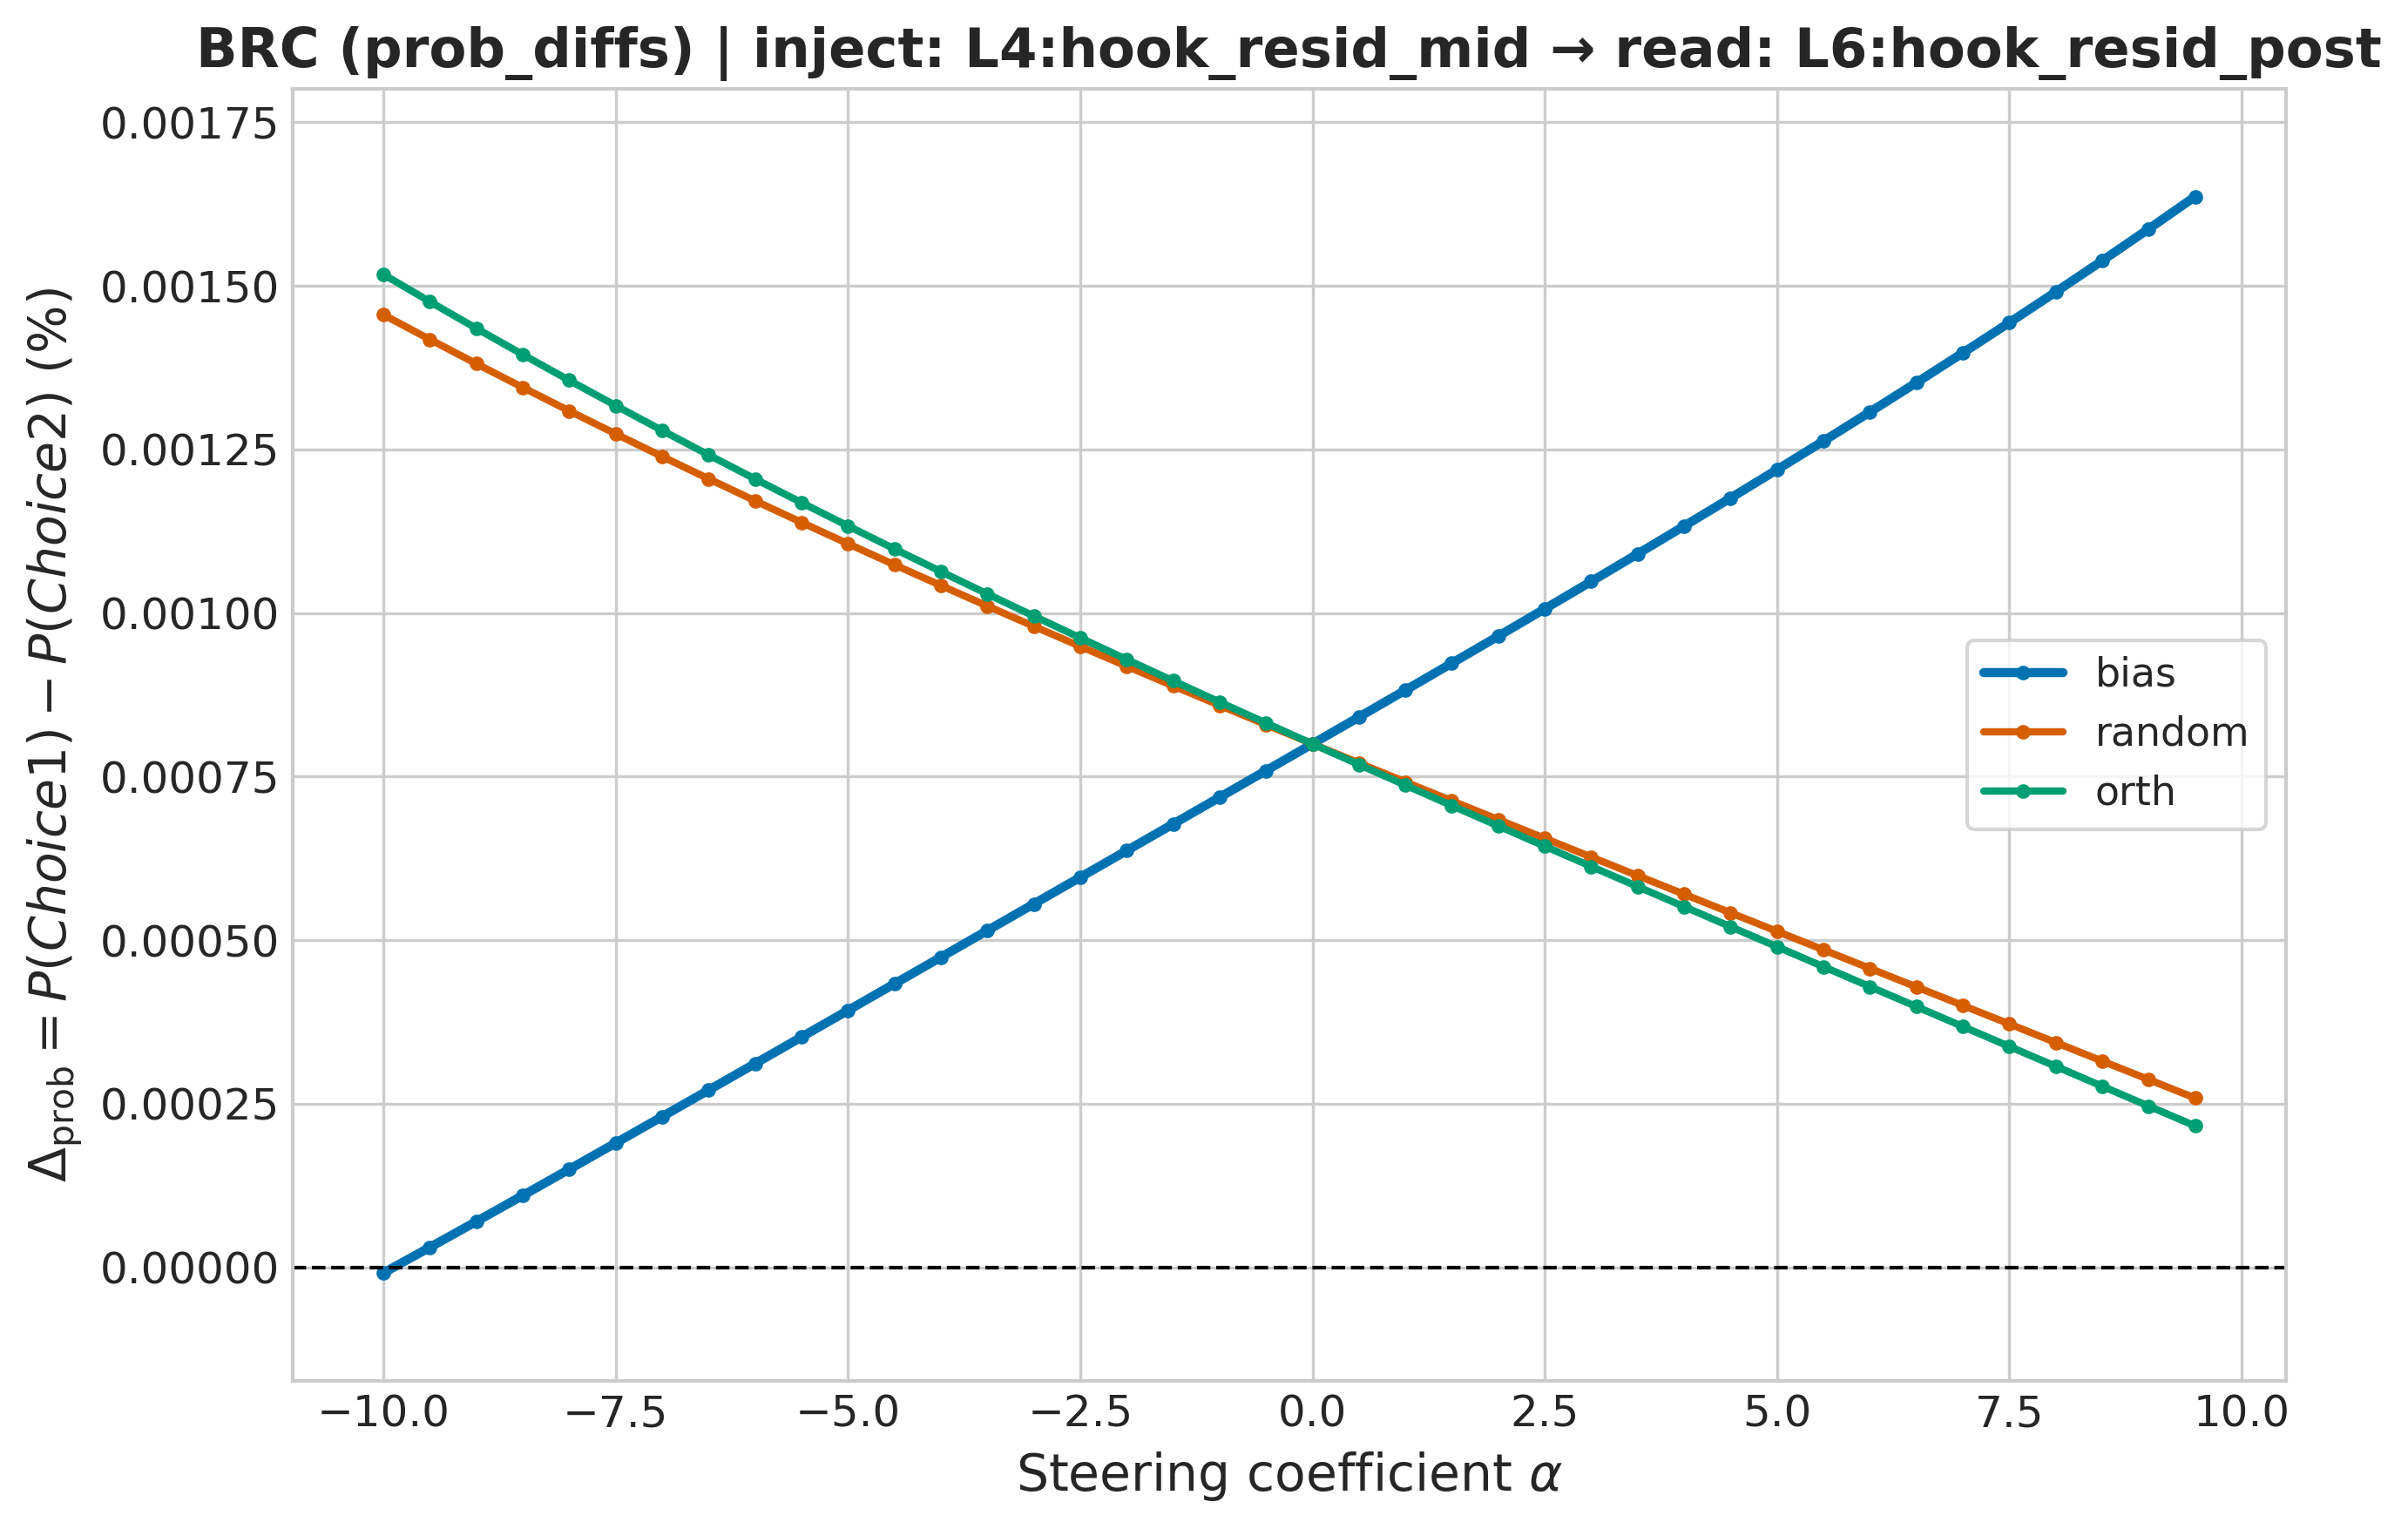 BRC (prob_diffs) | inject: L4:hook_resid_mid → read: L6:hook_resid_post
Δprob = P(Choice1) − P(Choice2) (%)
0.00175
0.00150
0.00125
0.00100
0.00075
0.00050
0.00025
0.00000
bias
random
orth
−10.0 −7.5 −5.0 −2.5 0.0 2.5 5.0 7.5 10.0
Steering coefficient α